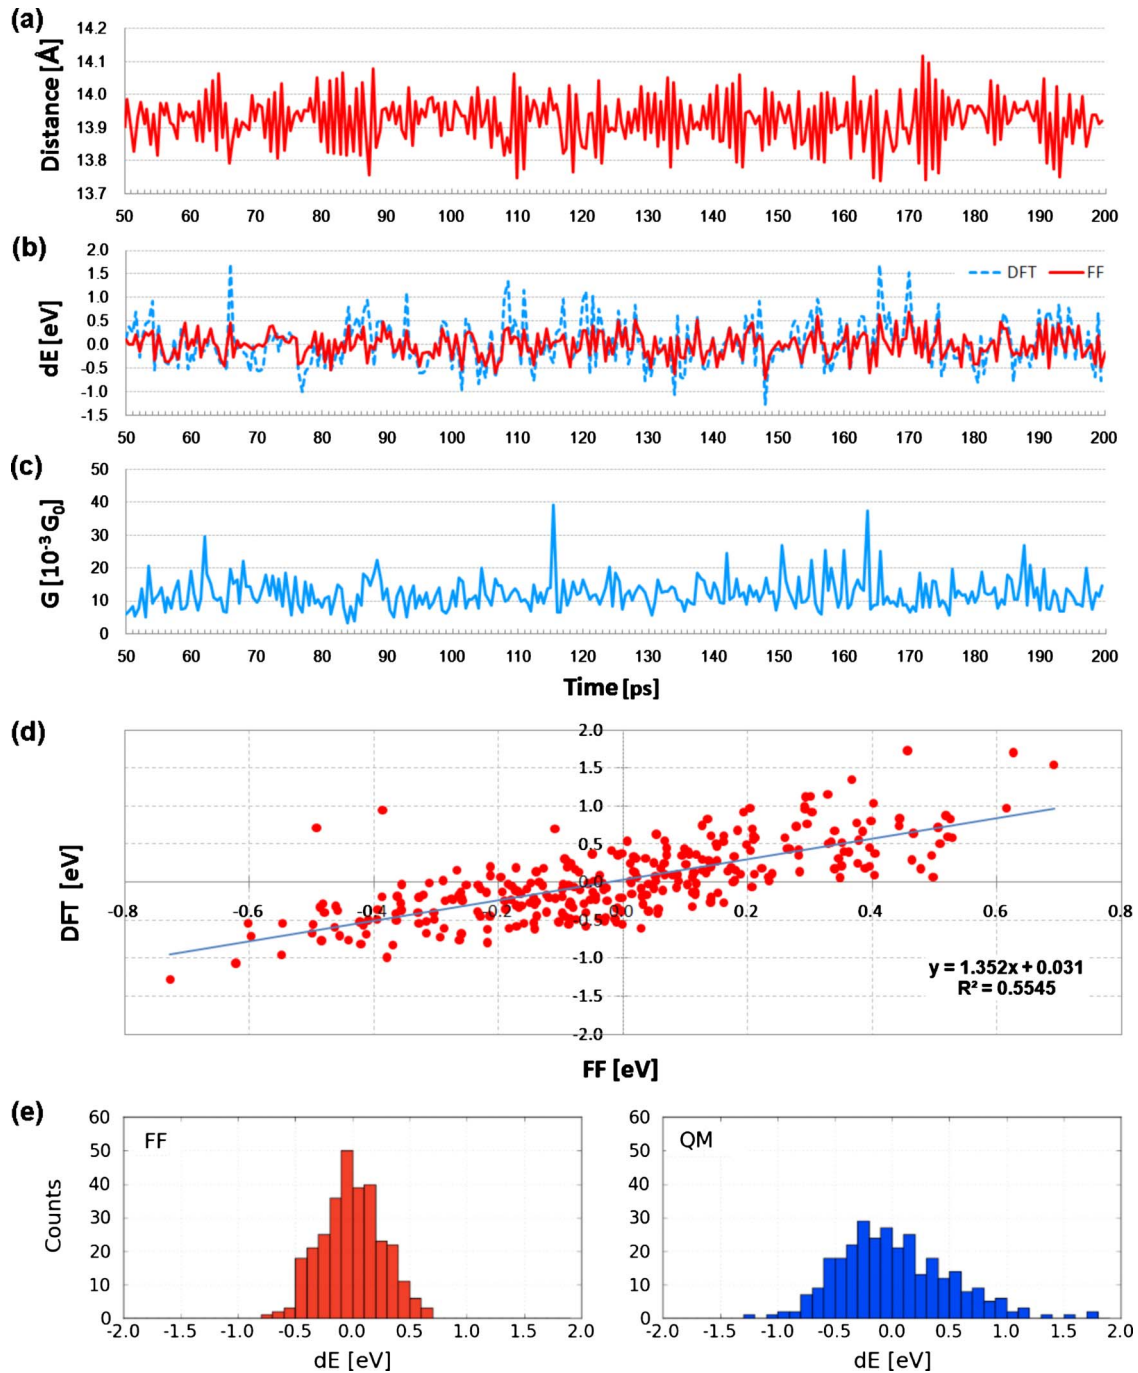 (a)
Distance [Å]
14.2
14.1
14.0
13.9
13.8
13.7
50 60 70 80 90 100 110 120 130 140 150 160 170 180 190 200
(b)
dE [eV]
2.0
1.5
1.0
0.5
0.0
-0.5
-1.0
-1.5
DFT FF
50 60 70 80 90 100 110 120 130 140 150 160 170 180 190 200
(c)
G [10⁻³ G₀]
50
40
30
20
10
0
50 60 70 80 90 100 110 120 130 140 150 160 170 180 190 200
Time [ps]
(d)
DFT [eV]
2.0
1.5
1.0
0.5
0.0
-0.5
-1.0
-1.5
-2.0
-0.8 -0.6 -0.4 -0.2 0.0 0.2 0.4 0.6 0.8
y = 1.352x + 0.031
R² = 0.5545
FF [eV]
(e)
Counts
60
50
40
30
20
10
0
FF
-2.0 -1.5 -1.0 -0.5 0.0 0.5 1.0 1.5 2.0
dE [eV]
60
50
40
30
20
10
0
QM
-2.0 -1.5 -1.0 -0.5 0.0 0.5 1.0 1.5 2.0
dE [eV]